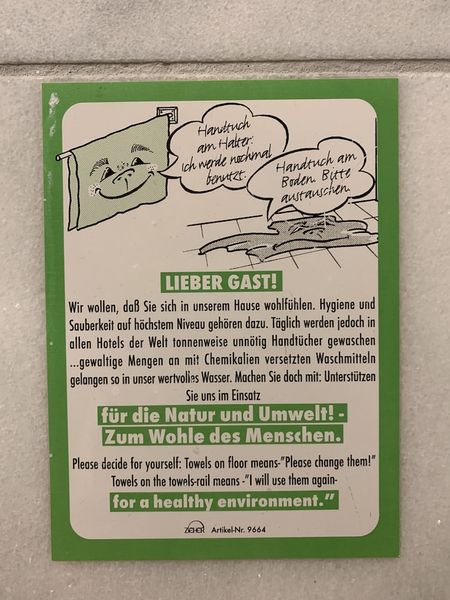 Handtuch
am Halter:
Ich werde nochmal
benutzt.
Handtuch am
Boden. Bitte
austauschen.
LIEBER GAST!
Wir wollen, daß Sie sich in unserem Hause wohlfühlen. Hygiene und
Sauberkeit auf höchstem Niveau gehören dazu. Täglich werden jedoch in
allen Hotels der Welt tonnenweise unnötig Handtücher gewaschen
...gewaltige Mengen an mit Chemikalien versetzten Waschmitteln
gelangen so in unser wertvolles Wasser. Machen Sie doch mit: Unterstützen
Sie uns im Einsatz
für die Natur und Umwelt! -
Zum Wohle des Menschen.
Please decide for yourself: Towels on floor means-"Please change them!"
Towels on the towels-rail means -"I will use them again-
for a healthy environment."
ZIEHER Artikel-Nr. 9664